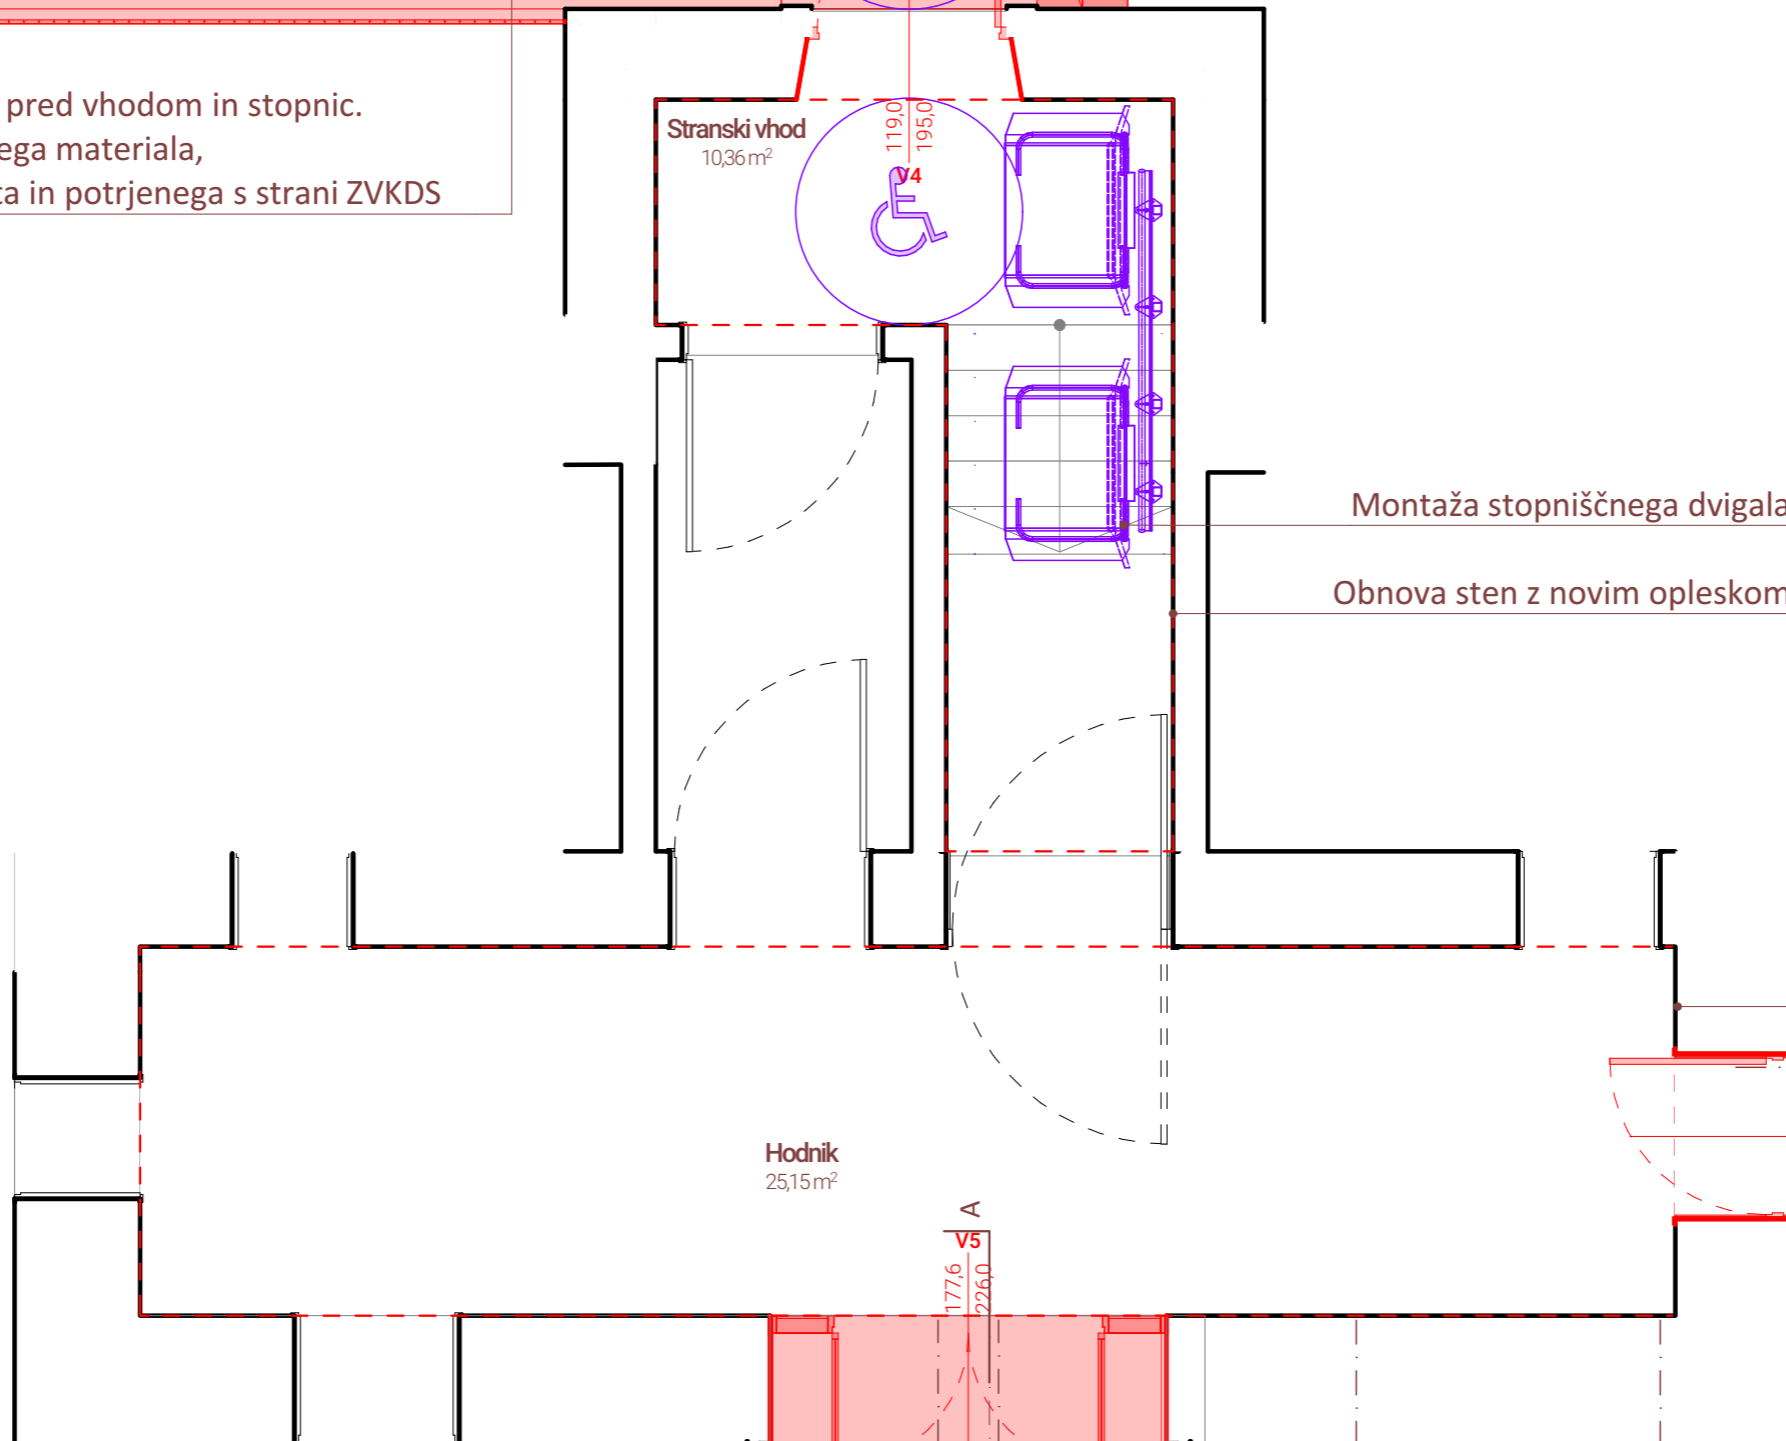 pred vhodom in stopnic.
ega materiala,
ta in potrjenega s strani ZVKDS
Stranski vhod
10,36 m²
119,0
195,0
V4
Montaža stopniščnega dvigala
Obnova sten z novim opleskom
Hodnik
25,15 m²
A
V5
177,6
226,0